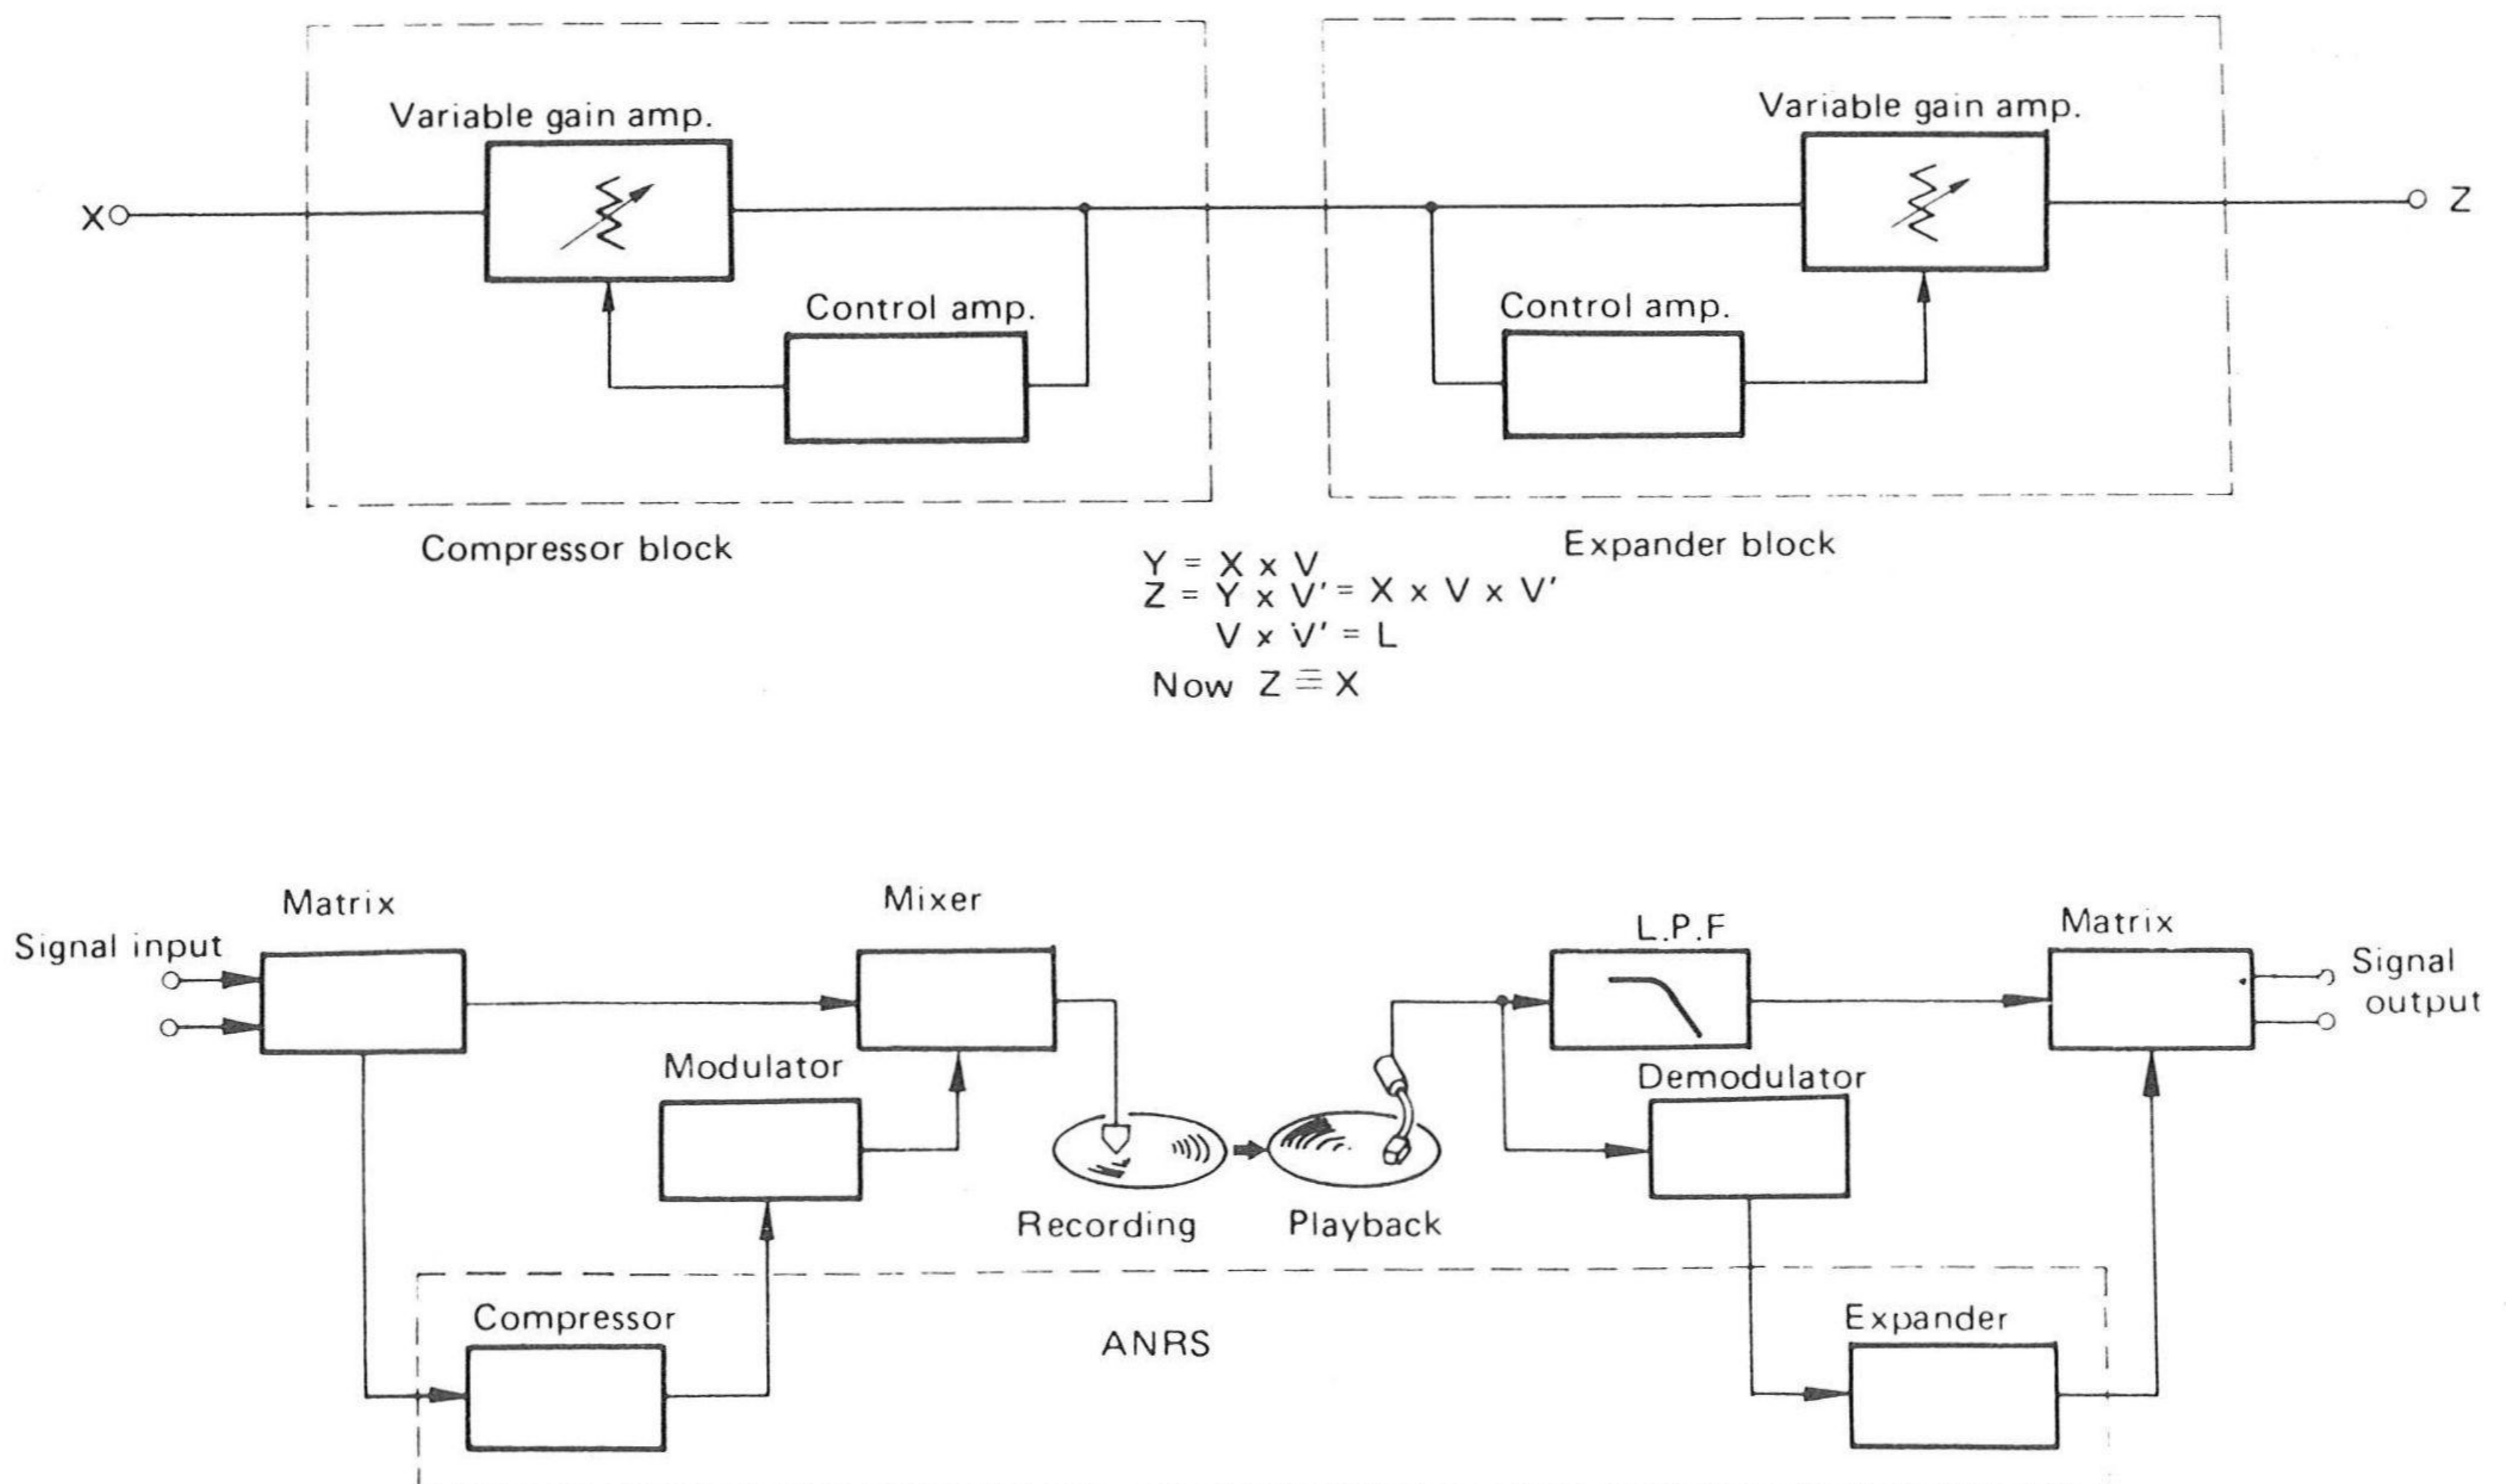 Variable gain amp.
Variable gain amp.
X
Z
Control amp.
Control amp.
Compressor block
Expander block
Y = X x V
Z = Y x V' = X x V x V'
V x V' = L
Now Z ≡ X
Matrix
Mixer
L.P.F
Matrix
Signal input
Signal
output
Modulator
Demodulator
Recording
Playback
Compressor
ANRS
Expander